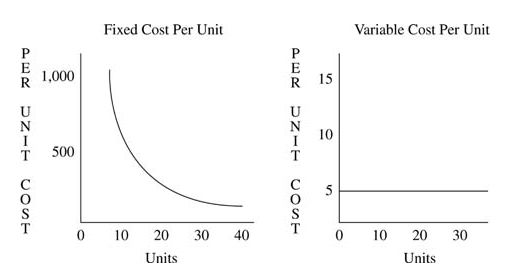 Fixed Cost Per Unit
PER UNIT COST
1,000
500
0 10 20 30 40
Units
Variable Cost Per Unit
PER UNIT COST
15
10
5
0 10 20 30
Units